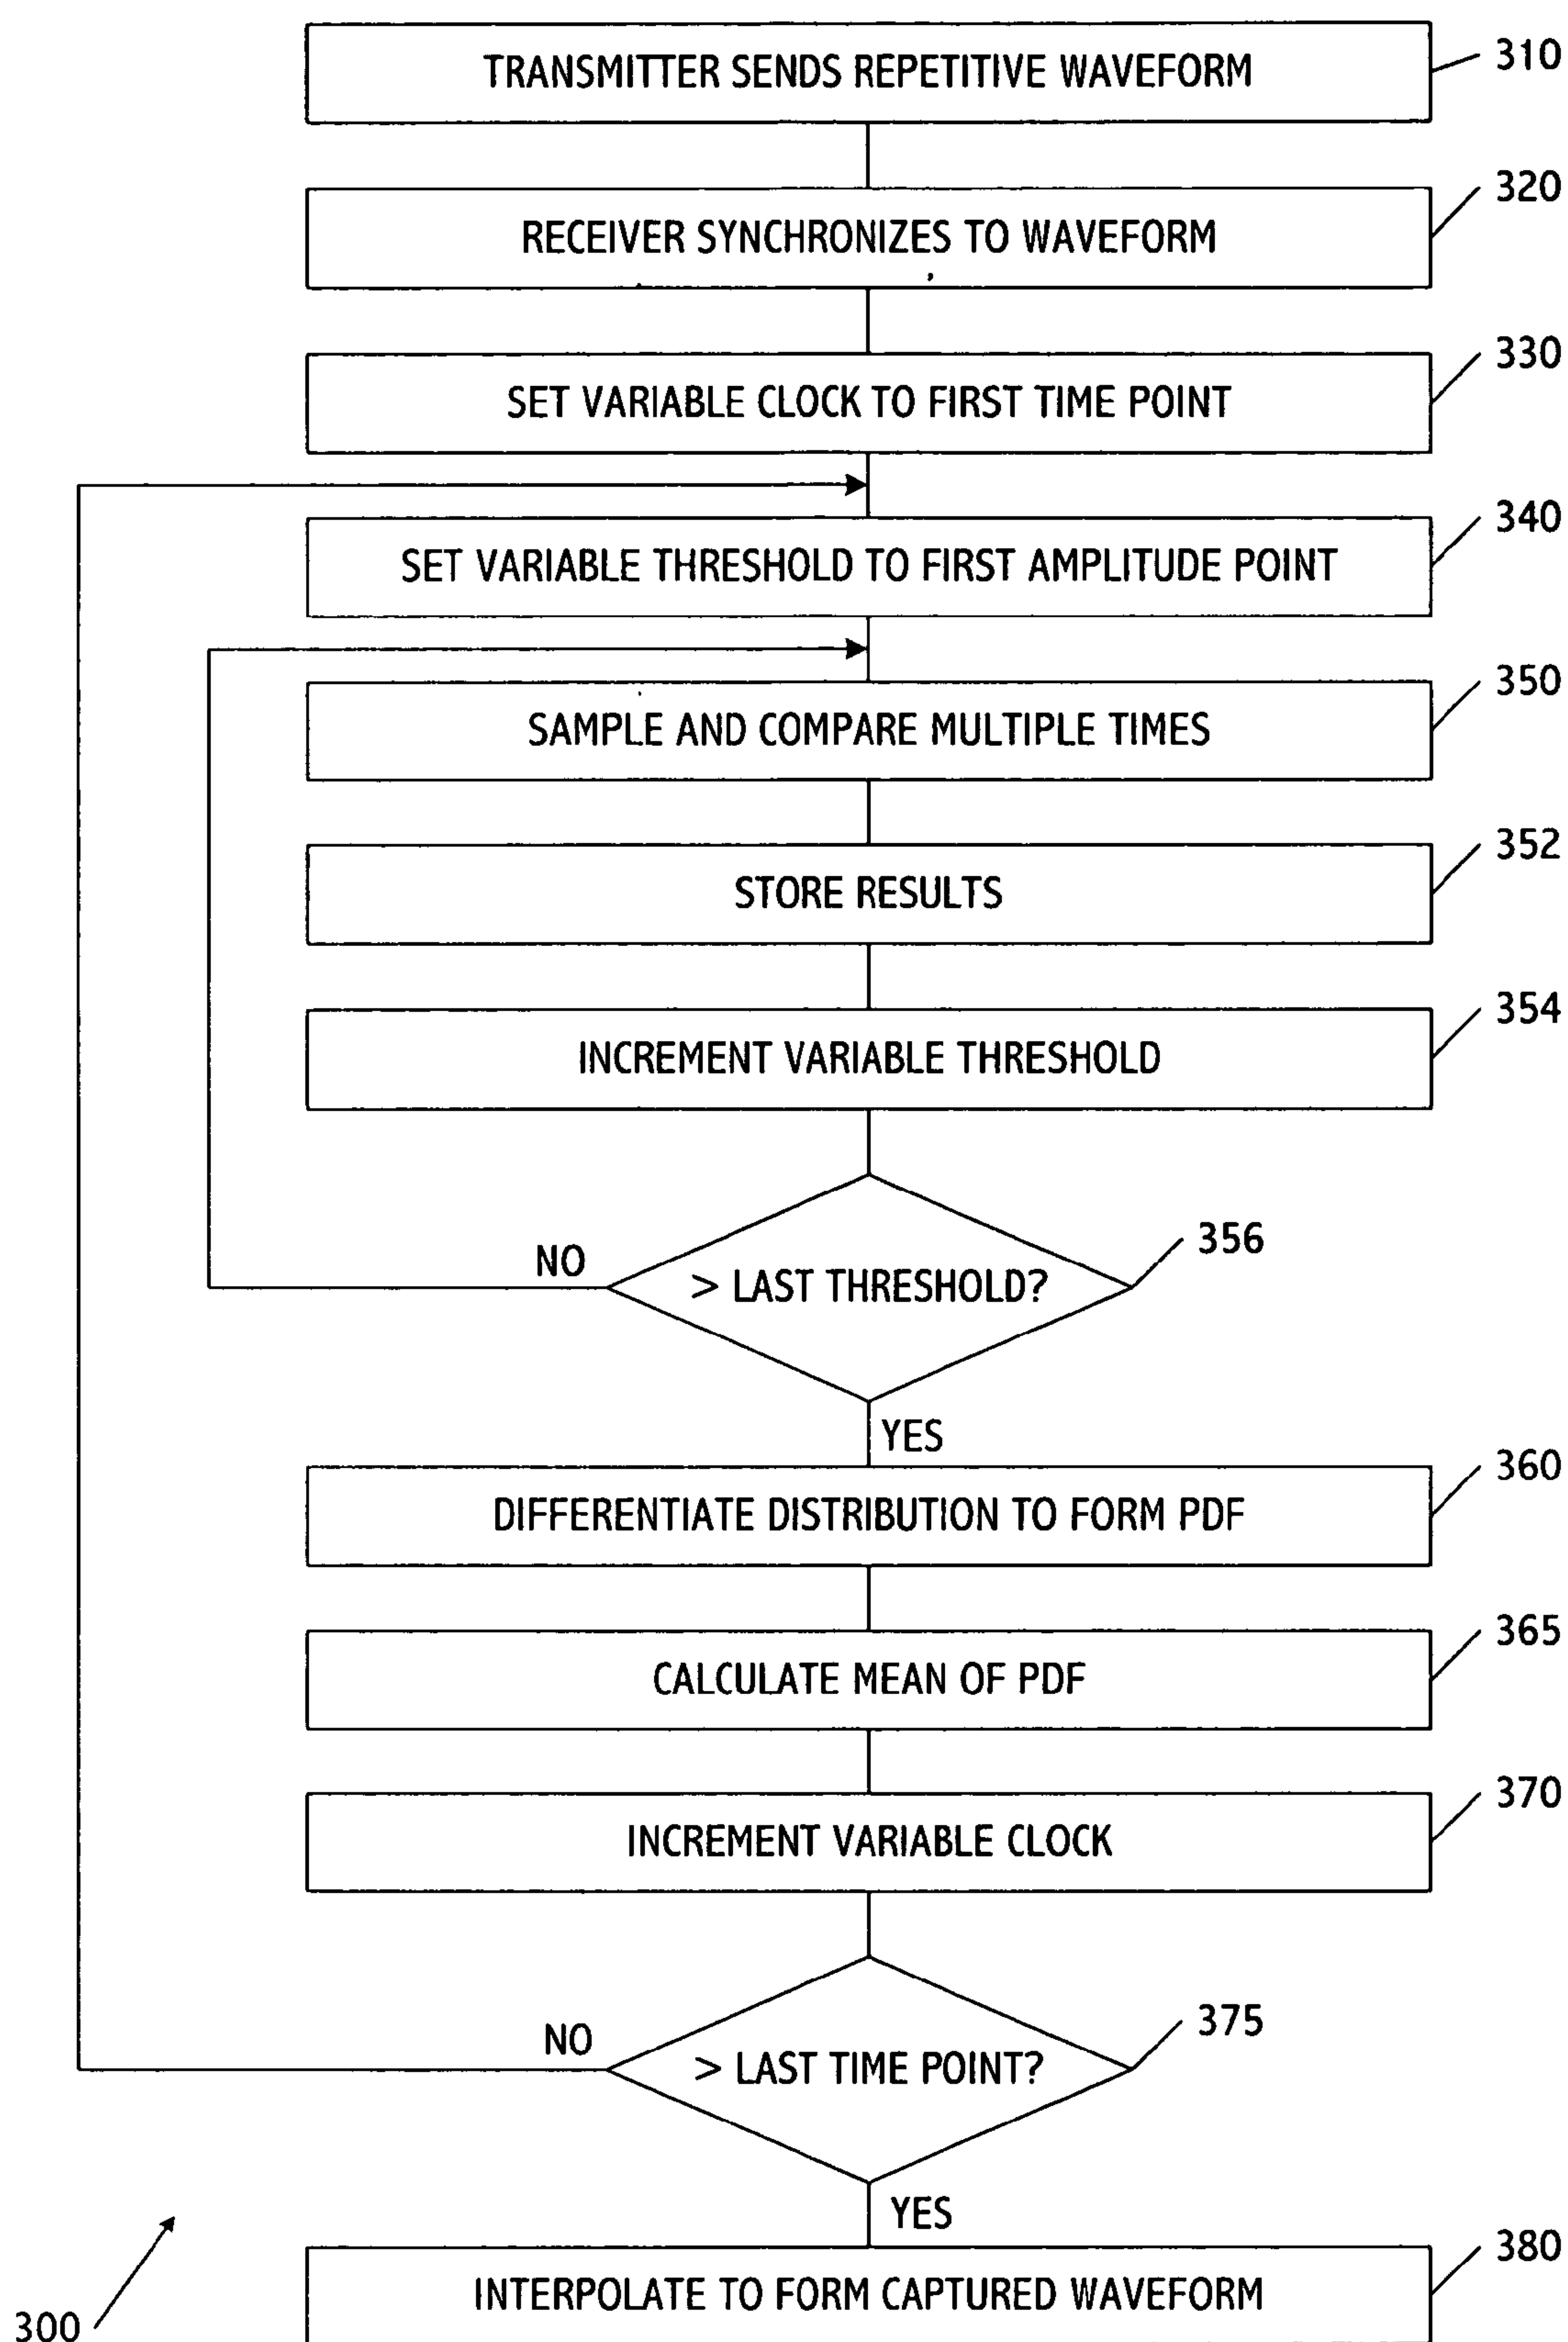 TRANSMITTER SENDS REPETITIVE WAVEFORM
310
RECEIVER SYNCHRONIZES TO WAVEFORM
320
SET VARIABLE CLOCK TO FIRST TIME POINT
330
SET VARIABLE THRESHOLD TO FIRST AMPLITUDE POINT
340
SAMPLE AND COMPARE MULTIPLE TIMES
350
STORE RESULTS
352
INCREMENT VARIABLE THRESHOLD
354
NO
> LAST THRESHOLD?
356
YES
DIFFERENTIATE DISTRIBUTION TO FORM PDF
360
CALCULATE MEAN OF PDF
365
INCREMENT VARIABLE CLOCK
370
NO
> LAST TIME POINT?
375
YES
INTERPOLATE TO FORM CAPTURED WAVEFORM
380
300